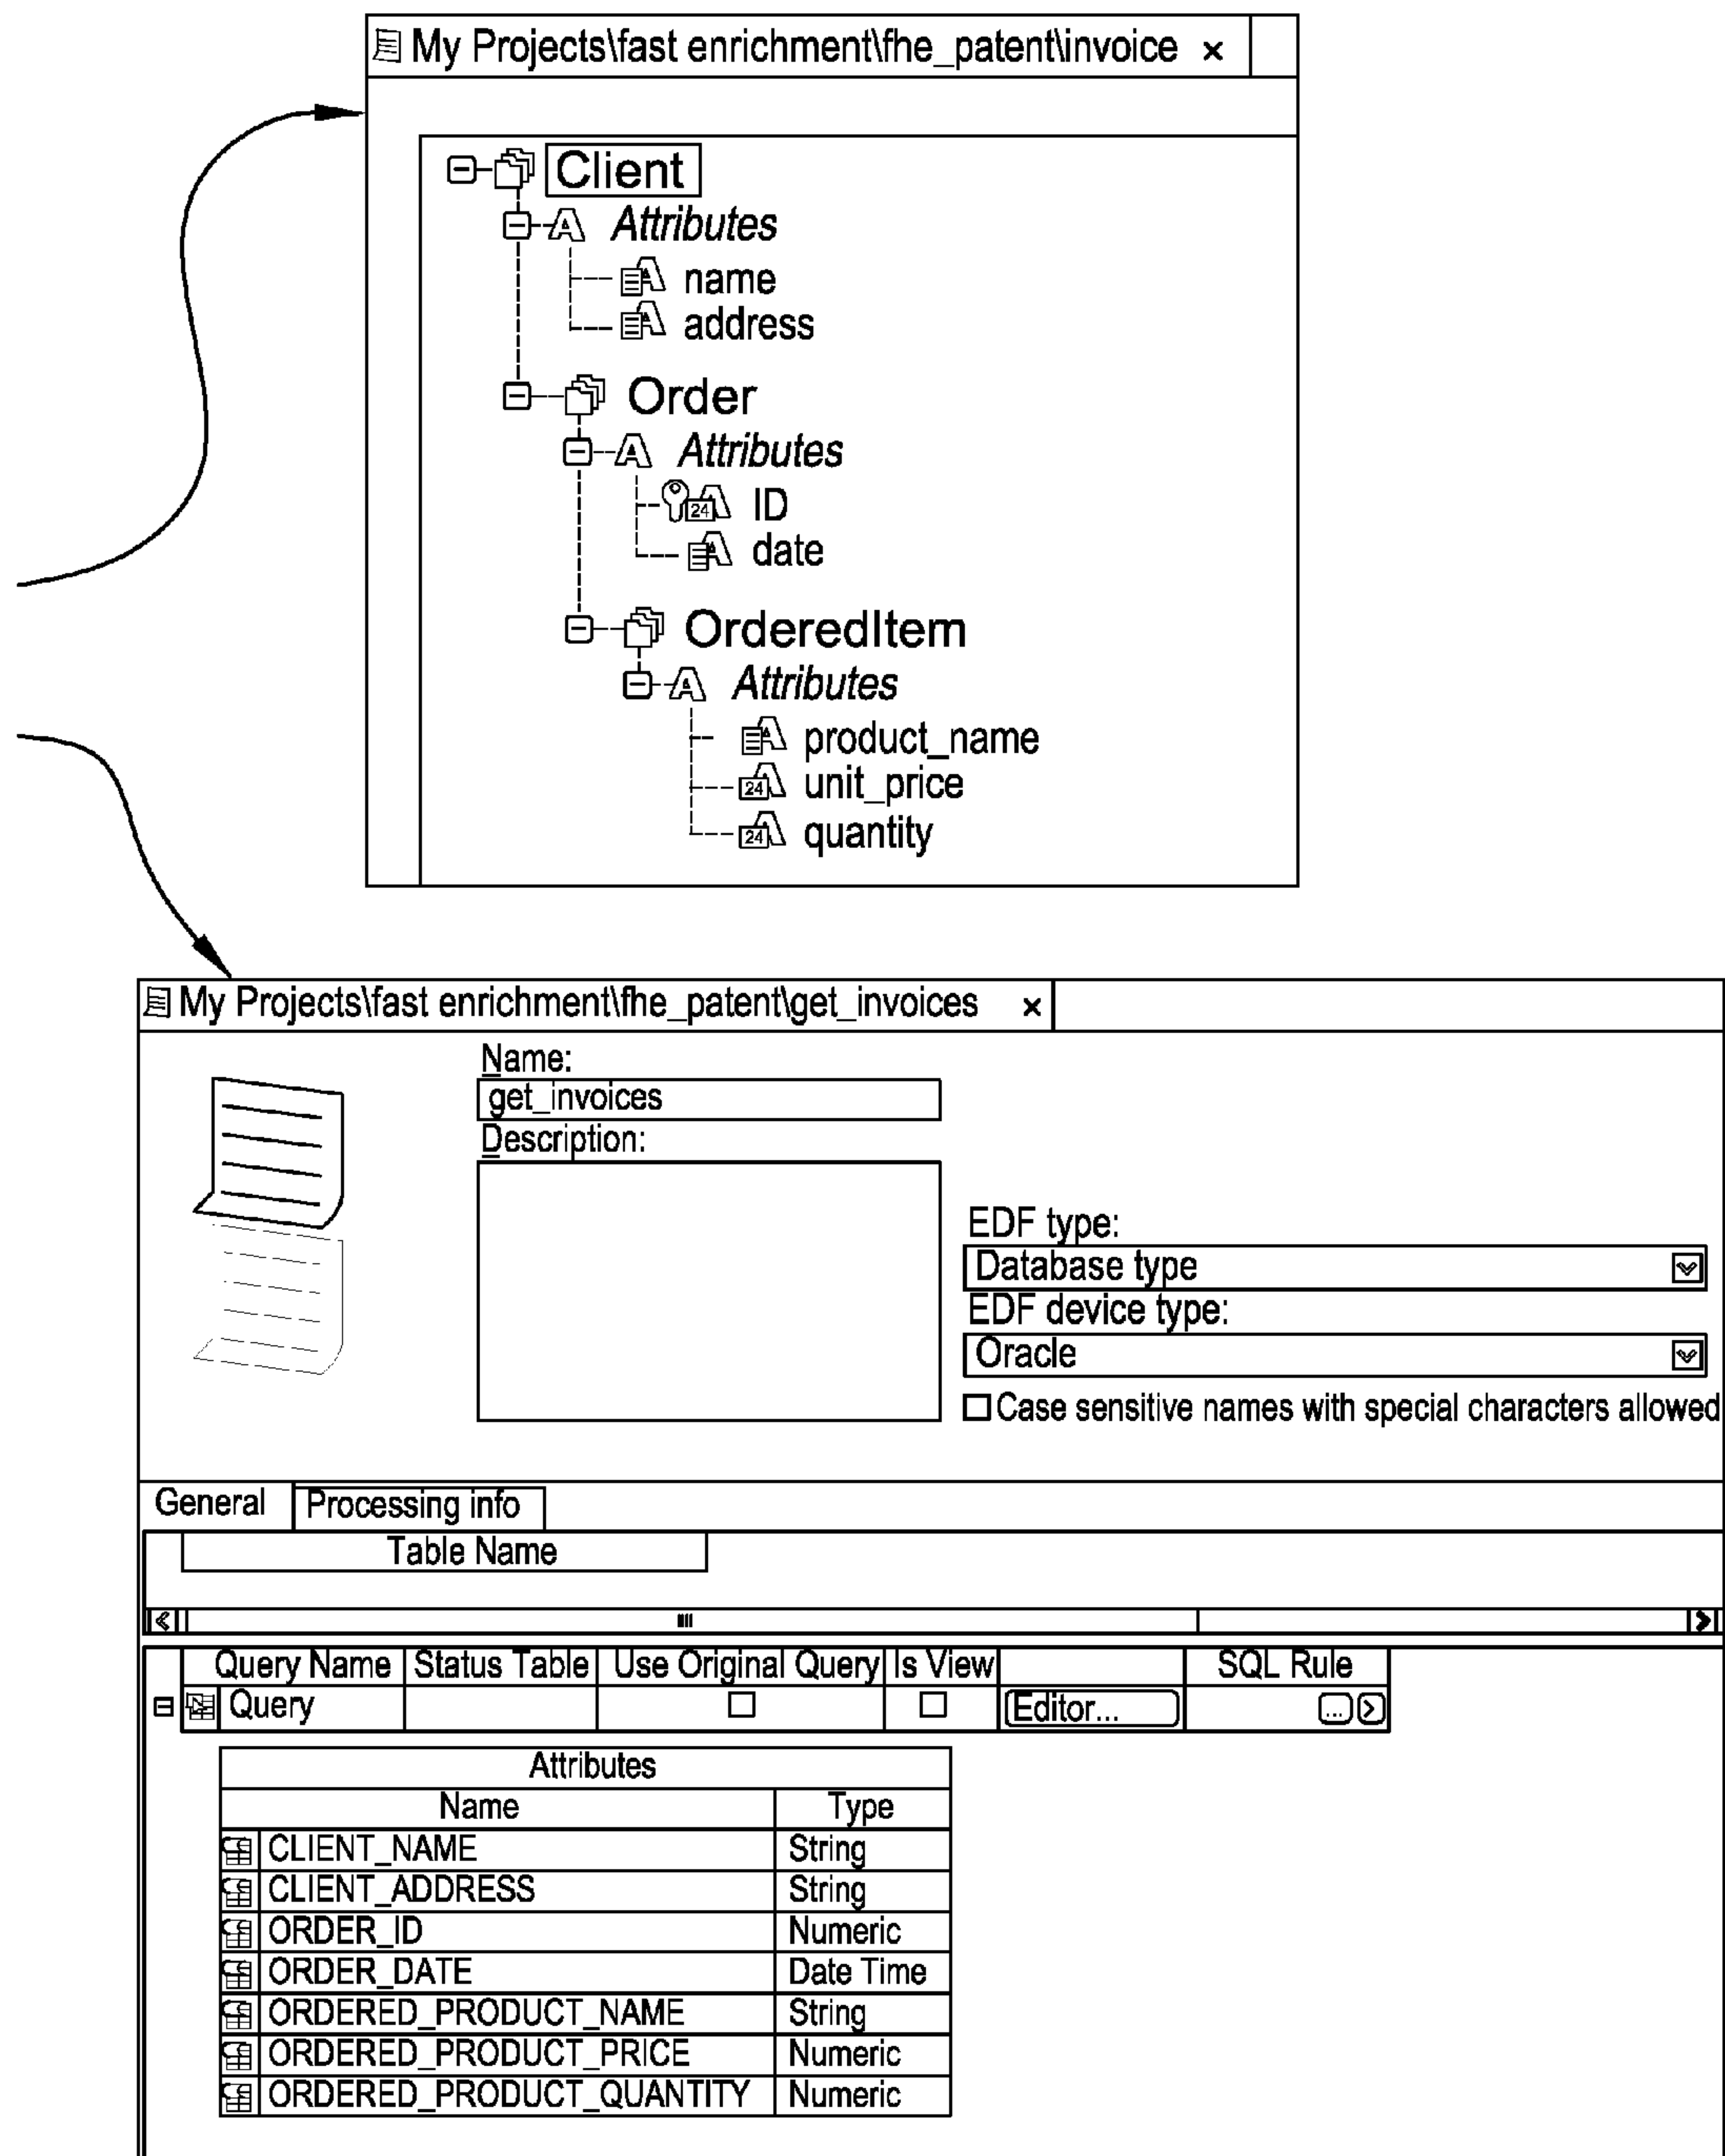 My Projects\fast enrichment\fhe_patent\invoice ×
Client
Attributes
name
address
Order
Attributes
24 ID
date
OrderedItem
Attributes
product_name
24 unit_price
24 quantity
My Projects\fast enrichment\fhe_patent\get_invoices ×
Name:
get_invoices
Description:
EDF type:
Database type
EDF device type:
Oracle
Case sensitive names with special characters allowed
General Processing info
Table Name
Query Name Status Table Use Original Query Is View SQL Rule
Query Editor... ...
Attributes
Name Type
CLIENT_NAME String
CLIENT_ADDRESS String
ORDER_ID Numeric
ORDER_DATE Date Time
ORDERED_PRODUCT_NAME String
ORDERED_PRODUCT_PRICE Numeric
ORDERED_PRODUCT_QUANTITY Numeric